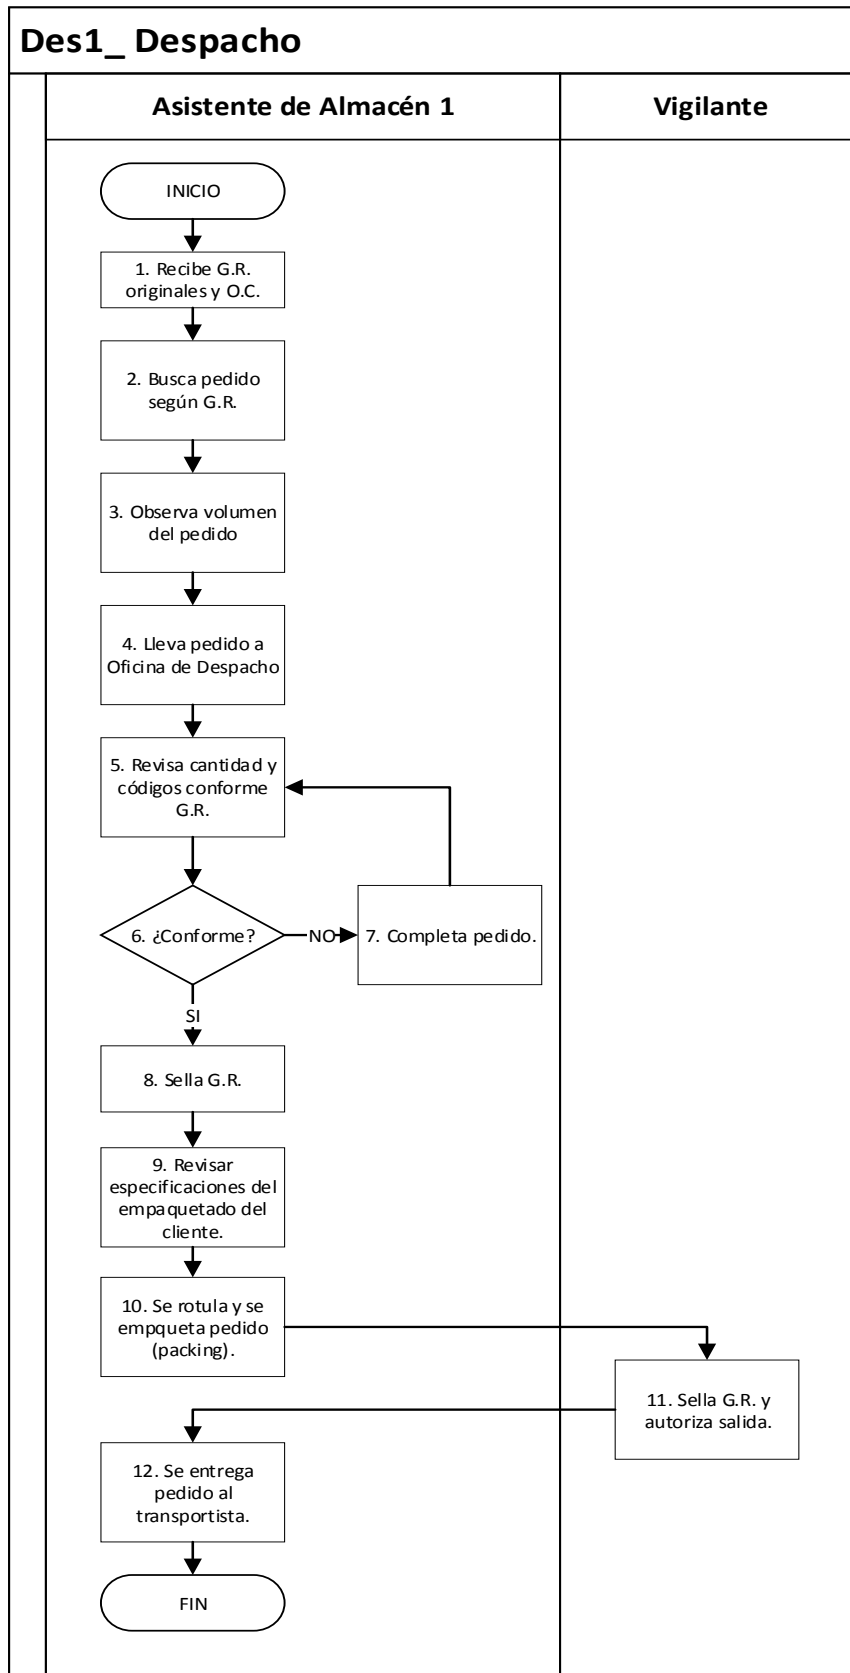 Des1_ Despacho
Asistente de Almacén 1
Vigilante
INICIO
1. Recibe G.R.
originales y O.C.
2. Busca pedido
según G.R.
3. Observa volumen
del pedido
4. Lleva pedido a
Oficina de Despacho
5. Revisa cantidad y
códigos conforme
G.R.
6. ¿Conforme?
NO
7. Completa pedido.
SI
8. Sella G.R.
9. Revisar
especificaciones del
empaquetado del
cliente.
10. Se rotula y se
empqueta pedido
(packing).
11. Sella G.R. y
autoriza salida.
12. Se entrega
pedido al
transportista.
FIN